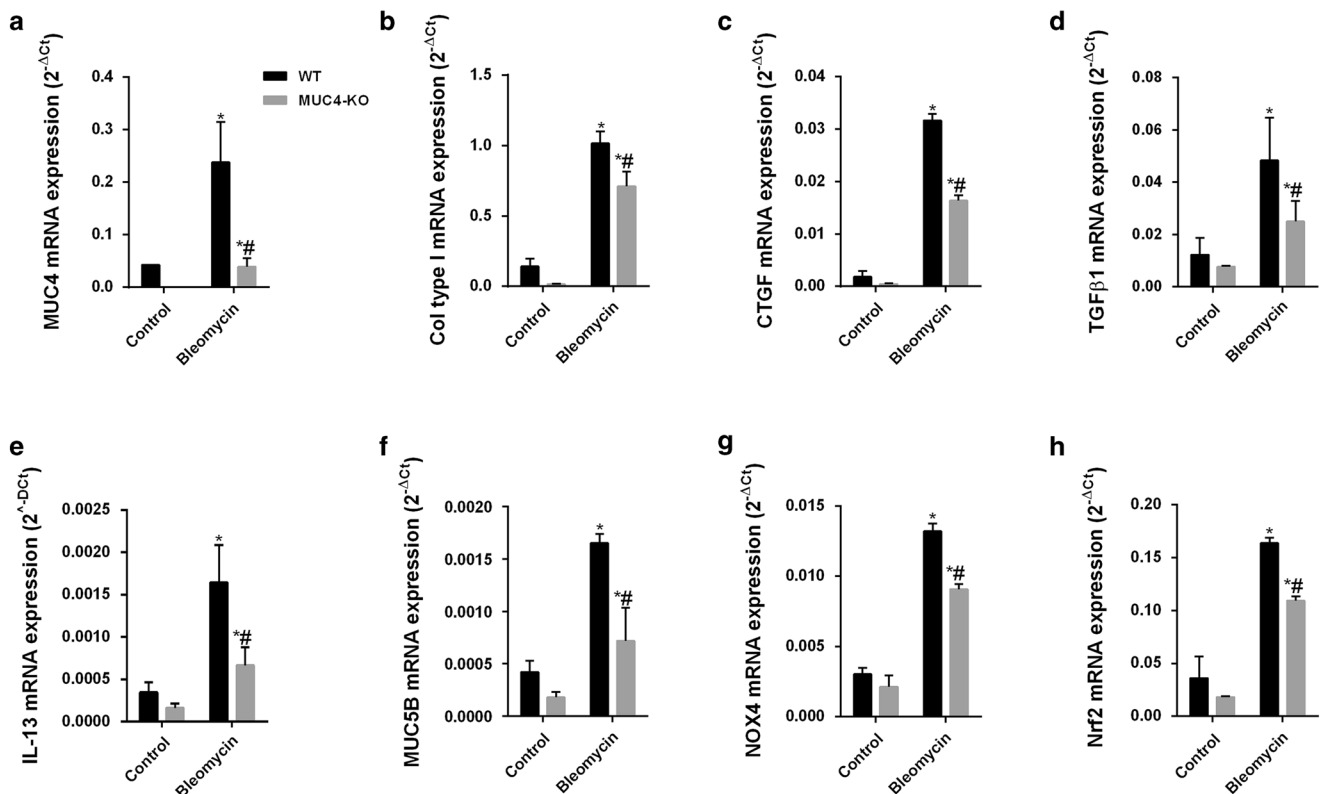 a
MUC4 mRNA expression (2^-ΔCt)
0.4
0.3
0.2
0.1
0.0
WT
MUC4-KO
*
*#
Control
Bleomycin
b
Col type I mRNA expression (2^-ΔCt)
1.5
1.0
0.5
0.0
*
*#
Control
Bleomycin
c
CTGF mRNA expression (2^-ΔCt)
0.04
0.03
0.02
0.01
0.00
*
*#
Control
Bleomycin
d
TGFβ1 mRNA expression (2^-ΔCt)
0.08
0.06
0.04
0.02
0.00
*
*#
Control
Bleomycin
e
IL-13 mRNA expression (2^^-DCt)
0.0025
0.0020
0.0015
0.0010
0.0005
0.0000
*
*#
Control
Bleomycin
f
MUC5B mRNA expression (2^-ΔCt)
0.0020
0.0015
0.0010
0.0005
0.0000
*
*#
Control
Bleomycin
g
NOX4 mRNA expression (2^-ΔCt)
0.015
0.010
0.005
0.000
*
*#
Control
Bleomycin
h
Nrf2 mRNA expression (2^-ΔCt)
0.20
0.15
0.10
0.05
0.00
*
*#
Control
Bleomycin